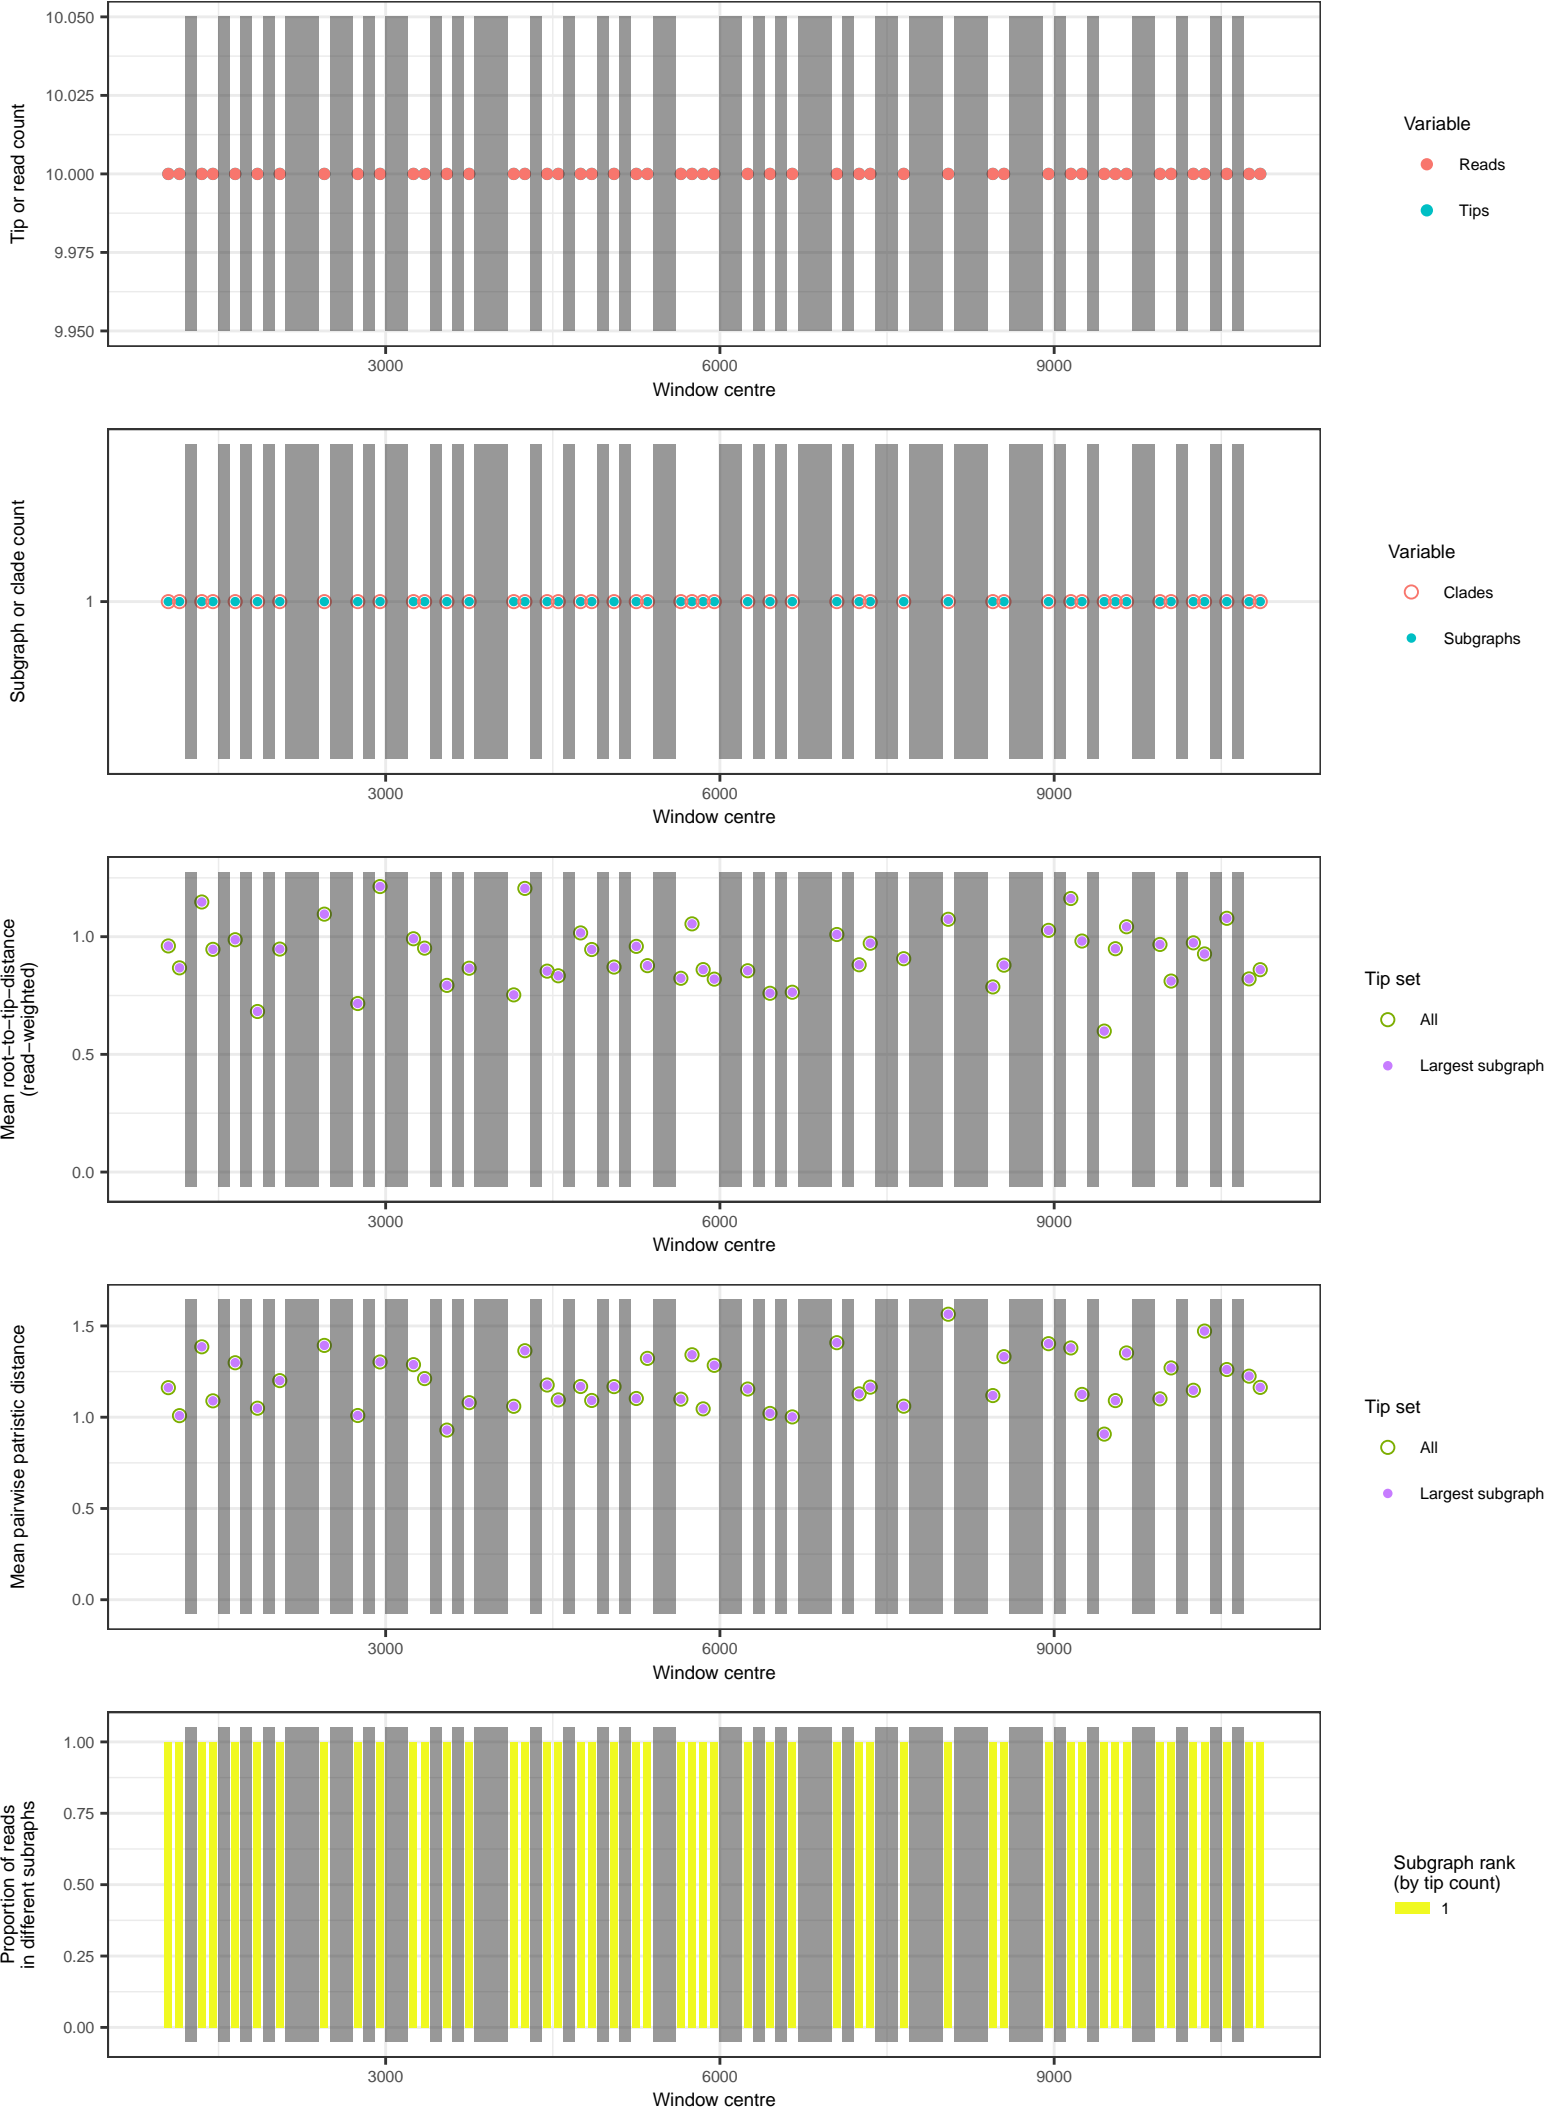 10.050
10.025
10.000
9.975
9.950
Tip or read count
3000
6000
9000
Window centre
Variable
Reads
Tips
1
Subgraph or clade count
3000
6000
9000
Window centre
Variable
Clades
Subgraphs
1.0
0.5
0.0
Mean root−to−tip−distance
(read−weighted)
3000
6000
9000
Window centre
Tip set
All
Largest subgraph
1.5
1.0
0.5
0.0
Mean pairwise patristic distance
3000
6000
9000
Window centre
Tip set
All
Largest subgraph
1.00
0.75
0.50
0.25
0.00
Proportion of reads
in different subraphs
3000
6000
9000
Window centre
Subgraph rank
(by tip count)
1